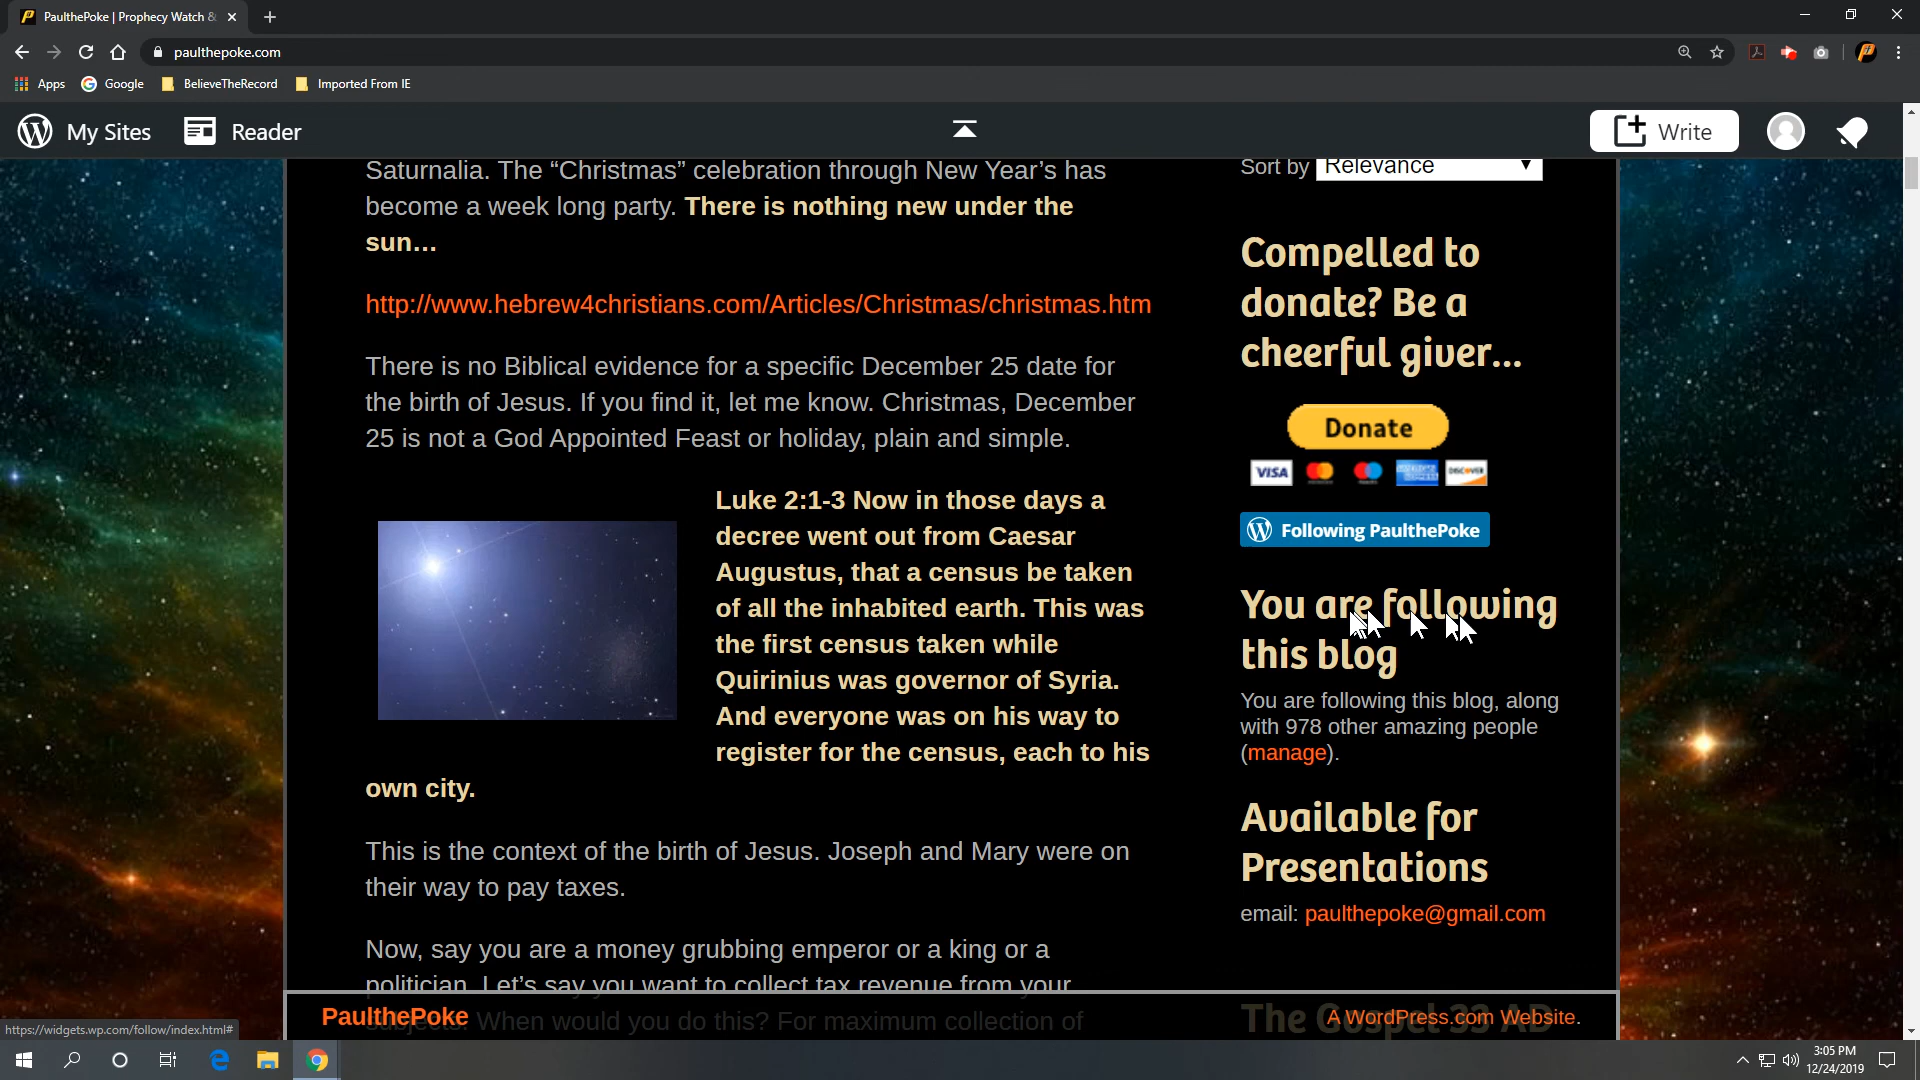 PaulthePoke | Prophecy Watch &
paulthepoke.com
Apps Google BelieveTheRecord Imported From IE
My Sites Reader Write
Saturnalia. The “Christmas” celebration through New Year’s has
become a week long party. There is nothing new under the
sun…
http://www.hebrew4christians.com/Articles/Christmas/christmas.htm
There is no Biblical evidence for a specific December 25 date for
the birth of Jesus. If you find it, let me know. Christmas, December
25 is not a God Appointed Feast or holiday, plain and simple.
Luke 2:1-3 Now in those days a
decree went out from Caesar
Augustus, that a census be taken
of all the inhabited earth. This was
the first census taken while
Quirinius was governor of Syria.
And everyone was on his way to
register for the census, each to his
own city.
This is the context of the birth of Jesus. Joseph and Mary were on
their way to pay taxes.
Now, say you are a money grubbing emperor or a king or a
politician. Let’s say you want to collect tax revenue from your
subjects. When would you do this? For maximum collection of
Sort by Relevance
Compelled to
donate? Be a
cheerful giver…
Donate
VISA DISCOVER
Following PaulthePoke
You are following
this blog
You are following this blog, along
with 978 other amazing people
(manage).
Available for
Presentations
email: paulthepoke@gmail.com
The Gospel 33 AD
PaulthePoke
A WordPress.com Website.
https://widgets.wp.com/follow/index.html#
3:05 PM
12/24/2019